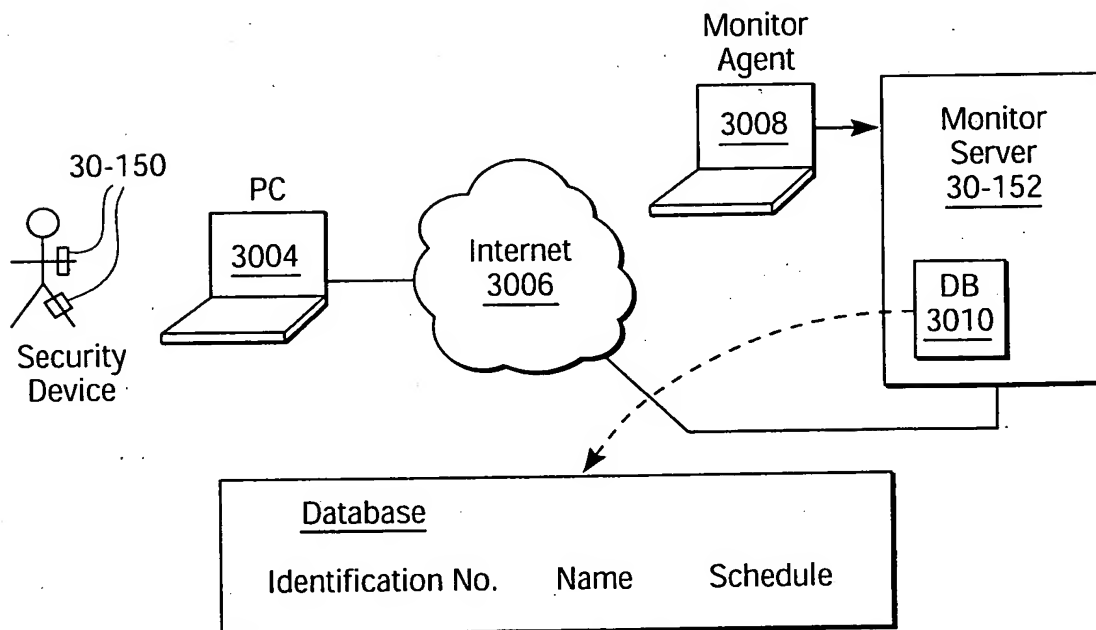 Monitor
Agent
3008
Monitor
Server
30-152
30-150
PC
3004
Internet
3006
DB
3010
Security
Device
Database
Identification No. Name Schedule